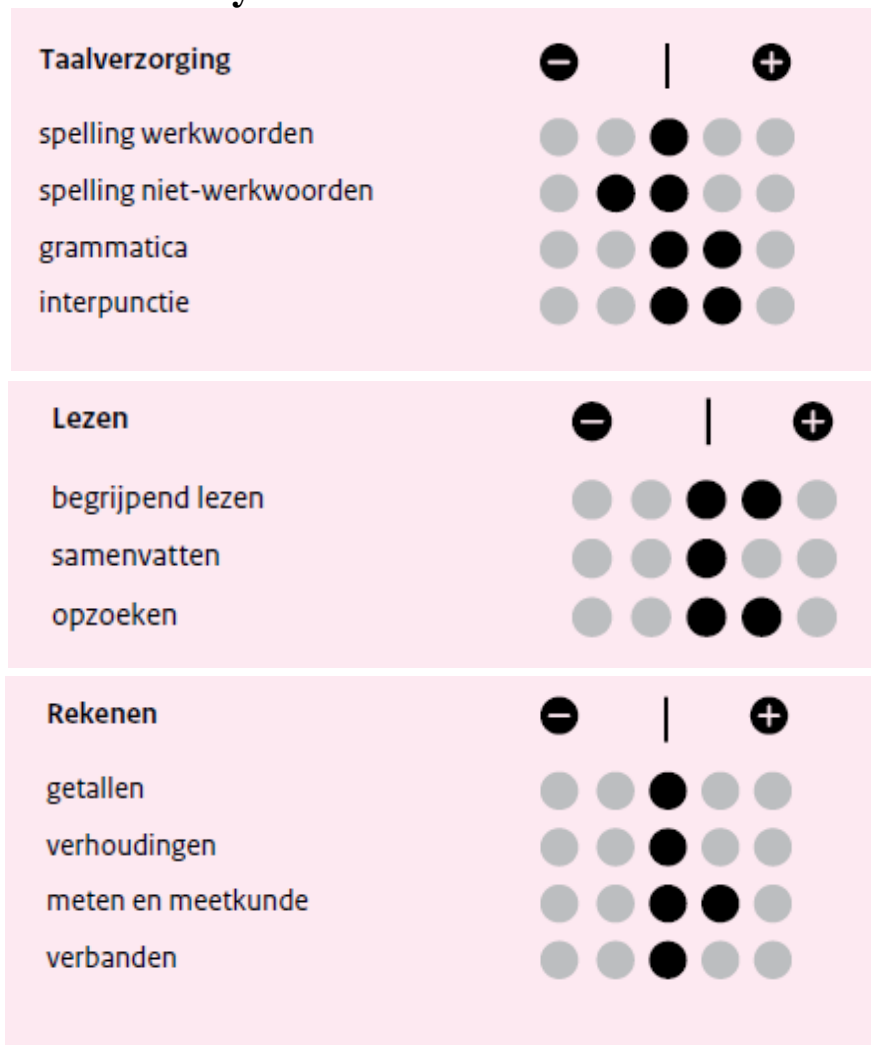 Taalverzorging
spelling werkwoorden
spelling niet-werkwoorden
grammatica
interpunctie
Lezen
begrijpend lezen
samenvatten
opzoeken
Rekenen
getallen
verhoudingen
meten en meetkunde
verbanden